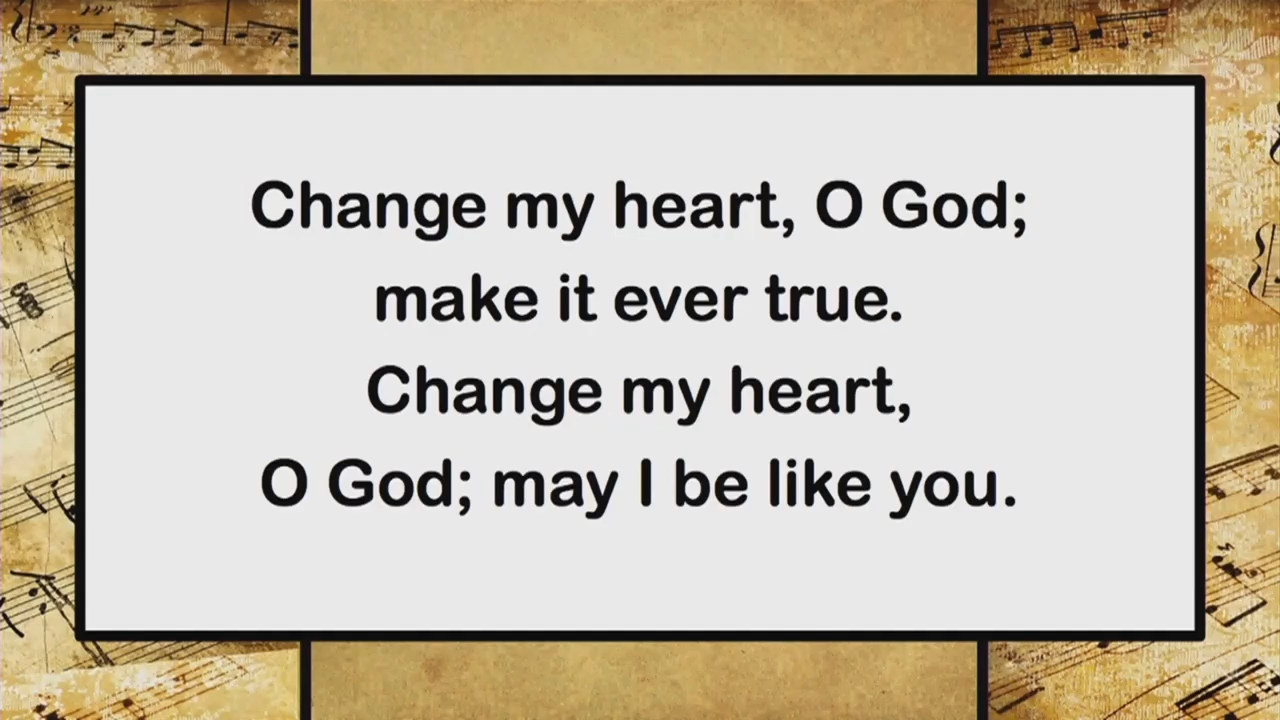 Change my heart, O God;
make it ever true.
Change my heart,
O God; may I be like you.